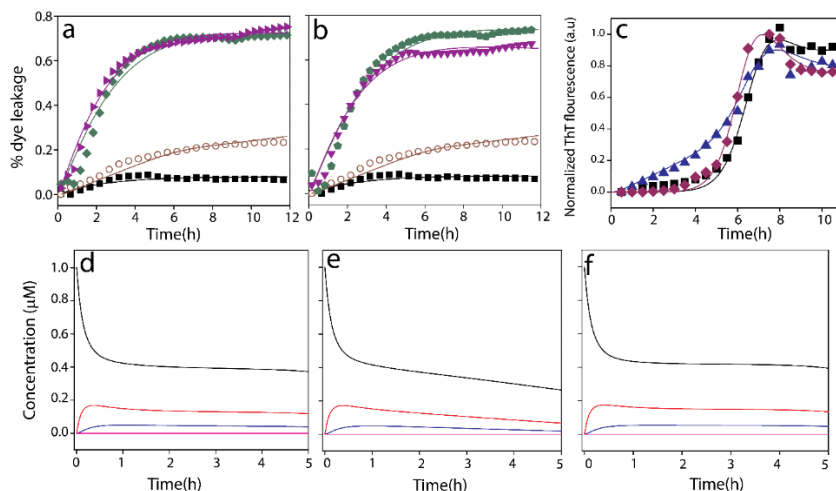 a
b
c
% dye leakage
0.8
0.4
0.0
0 2 4 6 8 10 12
Time(h)
0 2 4 6 8 10 12
Time(h)
Normalized ThT flourescence (a.u)
1.0
0.8
0.6
0.4
0.2
0.0
0 2 4 6 8 10
Time(h)
d
e
f
Concentration (μM)
1.0
0.8
0.6
0.4
0.2
0.0
0 1 2 3 4 5
Time(h)
0 1 2 3 4 5
Time(h)
0 1 2 3 4 5
Time(h)